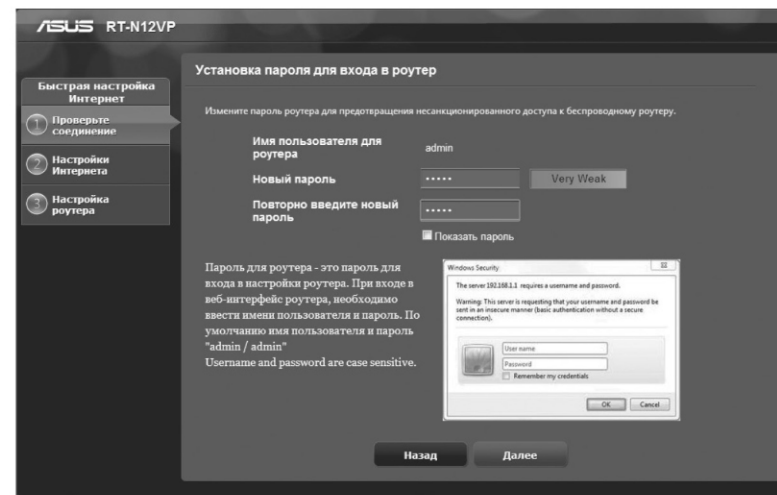 ASUS RT-N12VP
Быстрая настройка
Интернет
1 Проверьте
соединение
2 Настройки
Интернета
3 Настройка
роутера
Установка пароля для входа в роутер
Измените пароль роутера для предотвращения несанкционированного доступа к беспроводному роутеру.
Имя пользователя для
роутера
admin
Новый пароль
Very Weak
Повторно введите новый
пароль
Показать пароль
Пароль для роутера - это пароль для
входа в настройки роутера. При входе в
веб-интерфейс роутера, необходимо
ввести имени пользователя и пароль. По
умолчанию имя пользователя и пароль
"admin / admin"
Username and password are case sensitive.
Windows Security
The server 192.168.1.1 requires a username and password.
Warning: This server is requesting that your username and password be
sent in an insecure manner (basic authentication without a secure
connection).
User name
Password
Remember my credentials
OK Cancel
Назад Далее